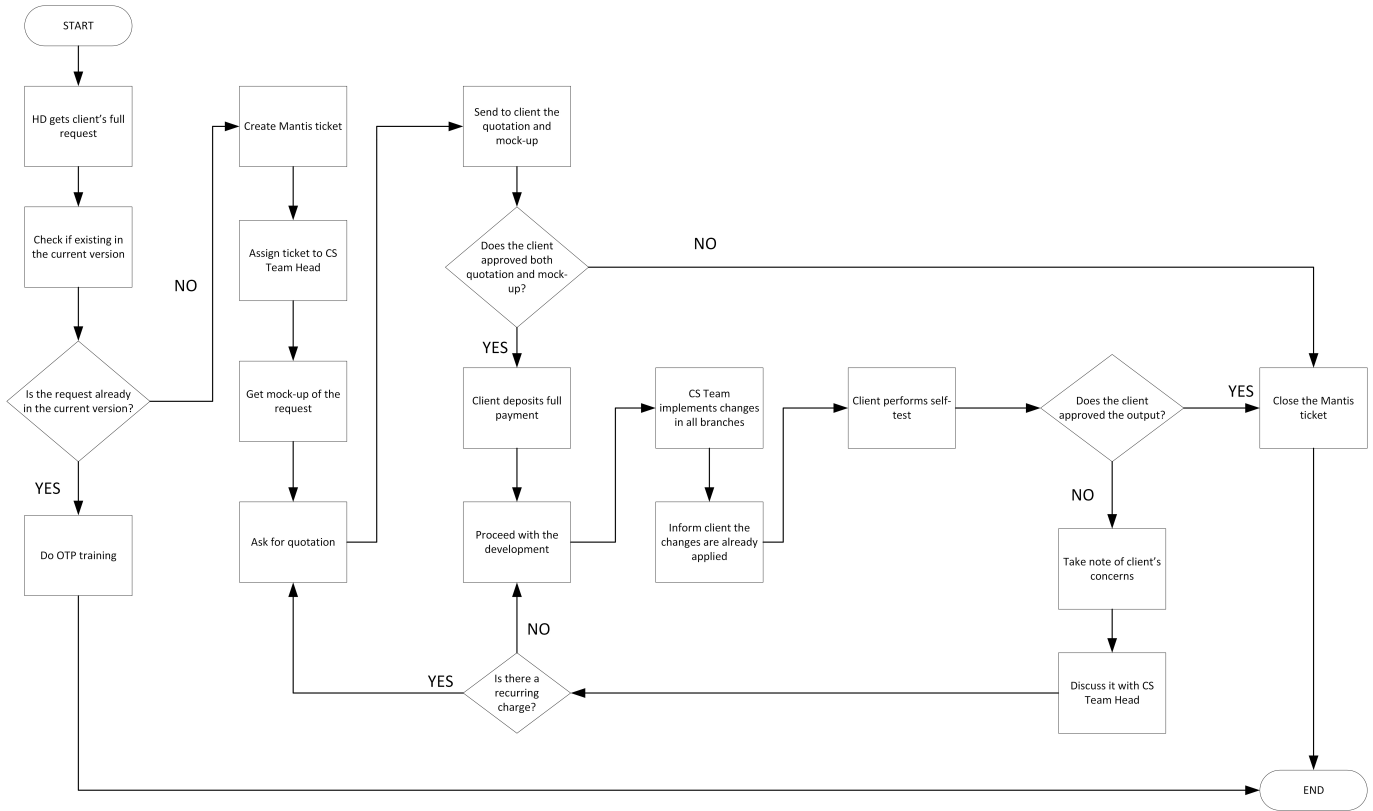 START
HD gets client's full
request
Check if existing in
the current version
Is the request already
in the current version?
NO
YES
Do OTP training
Create Mantis ticket
Assign ticket to CS
Team Head
Get mock-up of the
request
Ask for quotation
Send to client the
quotation and
mock-up
Does the client
approved both
quotation and mock-
up?
NO
YES
Client deposits full
payment
Proceed with the
development
CS Team
implements changes
in all branches
Inform client the
changes are already
applied
Client performs self-
test
Does the client
approved the output?
YES
NO
Close the Mantis
ticket
Take note of client's
concerns
Discuss it with CS
Team Head
Is there a
recurring
charge?
NO
YES
END